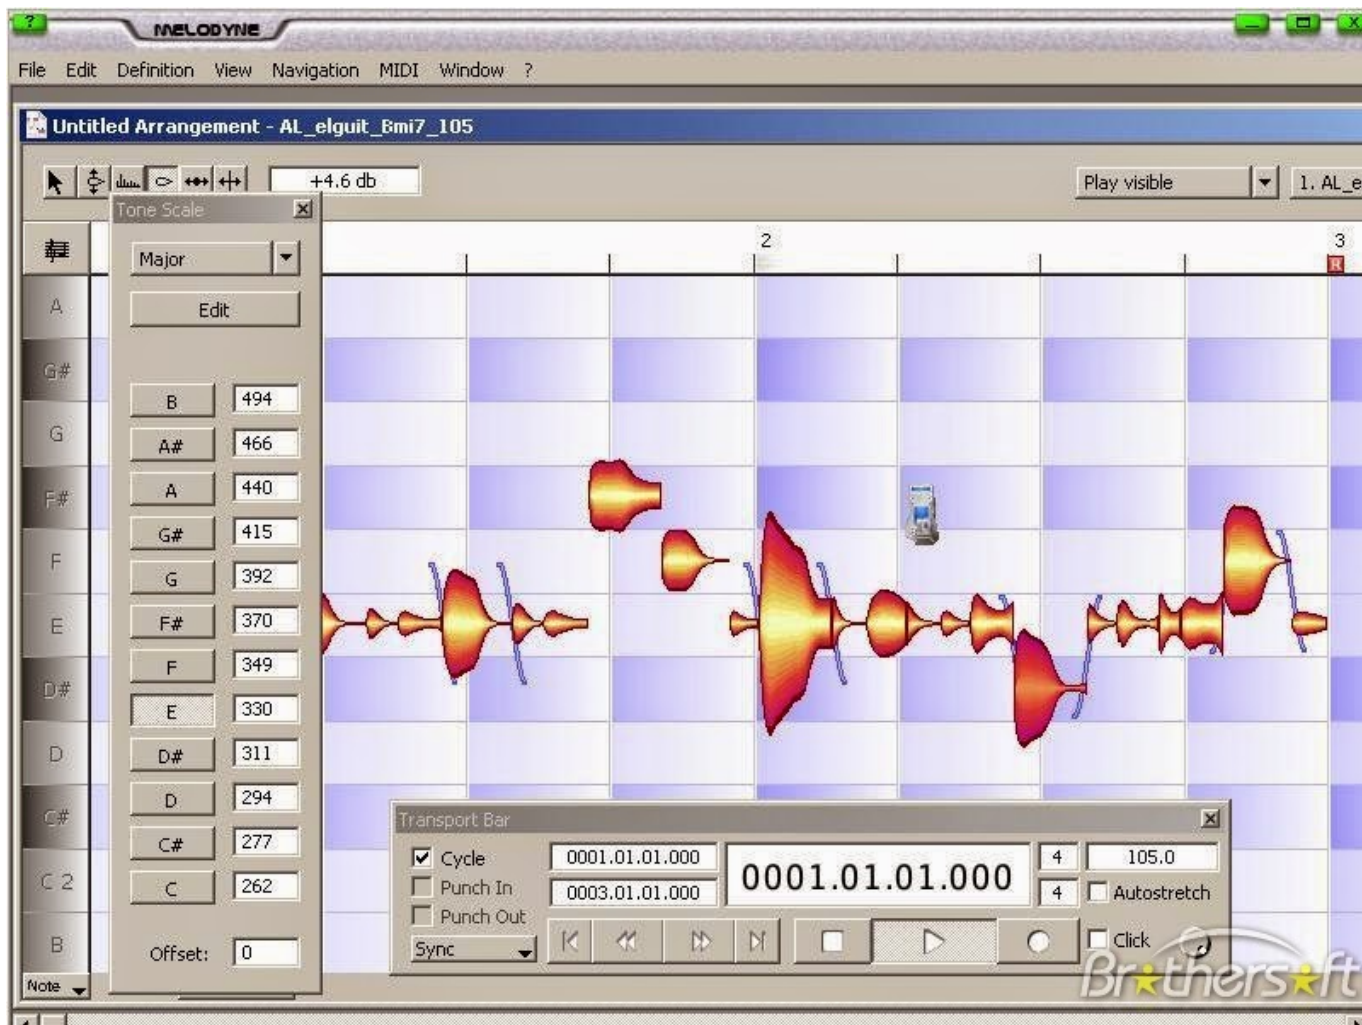 ?
MELODYNE
File Edit Definition View Navigation MIDI Window ?
Untitled Arrangement - AL_elguit_Bmi7_105
+4.6 db
Play visible
1. AL_e
Tone Scale
2
3
R
Major
Edit
A
G#
G
F#
F
E
D#
D
C#
C 2
B
B 494
A# 466
A 440
G# 415
G 392
F# 370
F 349
E 330
D# 311
D 294
C# 277
C 262
Offset: 0
Note
Transport Bar
Cycle 0001.01.01.000 0001.01.01.000 4 105.0
Punch In 0003.01.01.000 4 Autostretch
Punch Out
Sync
Click
Brothersoft